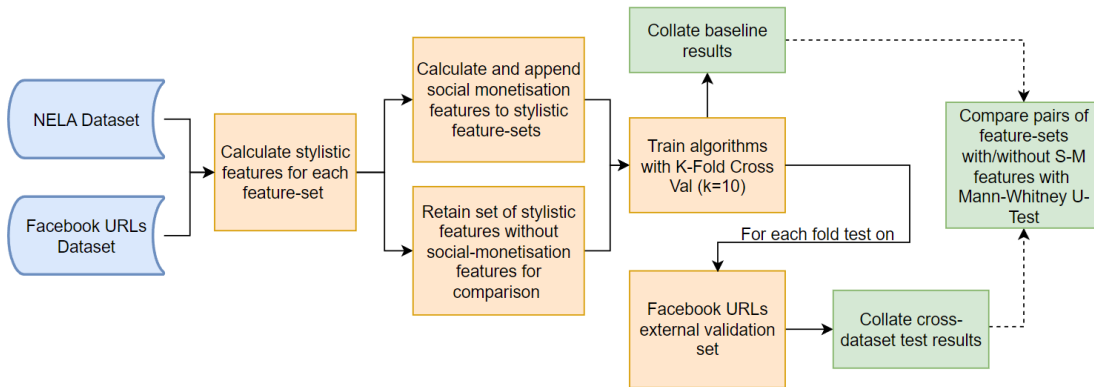 NELA Dataset
Facebook URLs
Dataset
Calculate stylistic
features for each
feature-set
Calculate and append
social monetisation
features to stylistic
feature-sets
Retain set of stylistic
features without
social-monetisation
features for
comparison
Collate baseline
results
Train algorithms
with K-Fold Cross
Val (k=10)
For each fold test on
Facebook URLs
external validation
set
Collate cross-
dataset test results
Compare pairs of
feature-sets
with/without S-M
features with
Mann-Whitney U-
Test